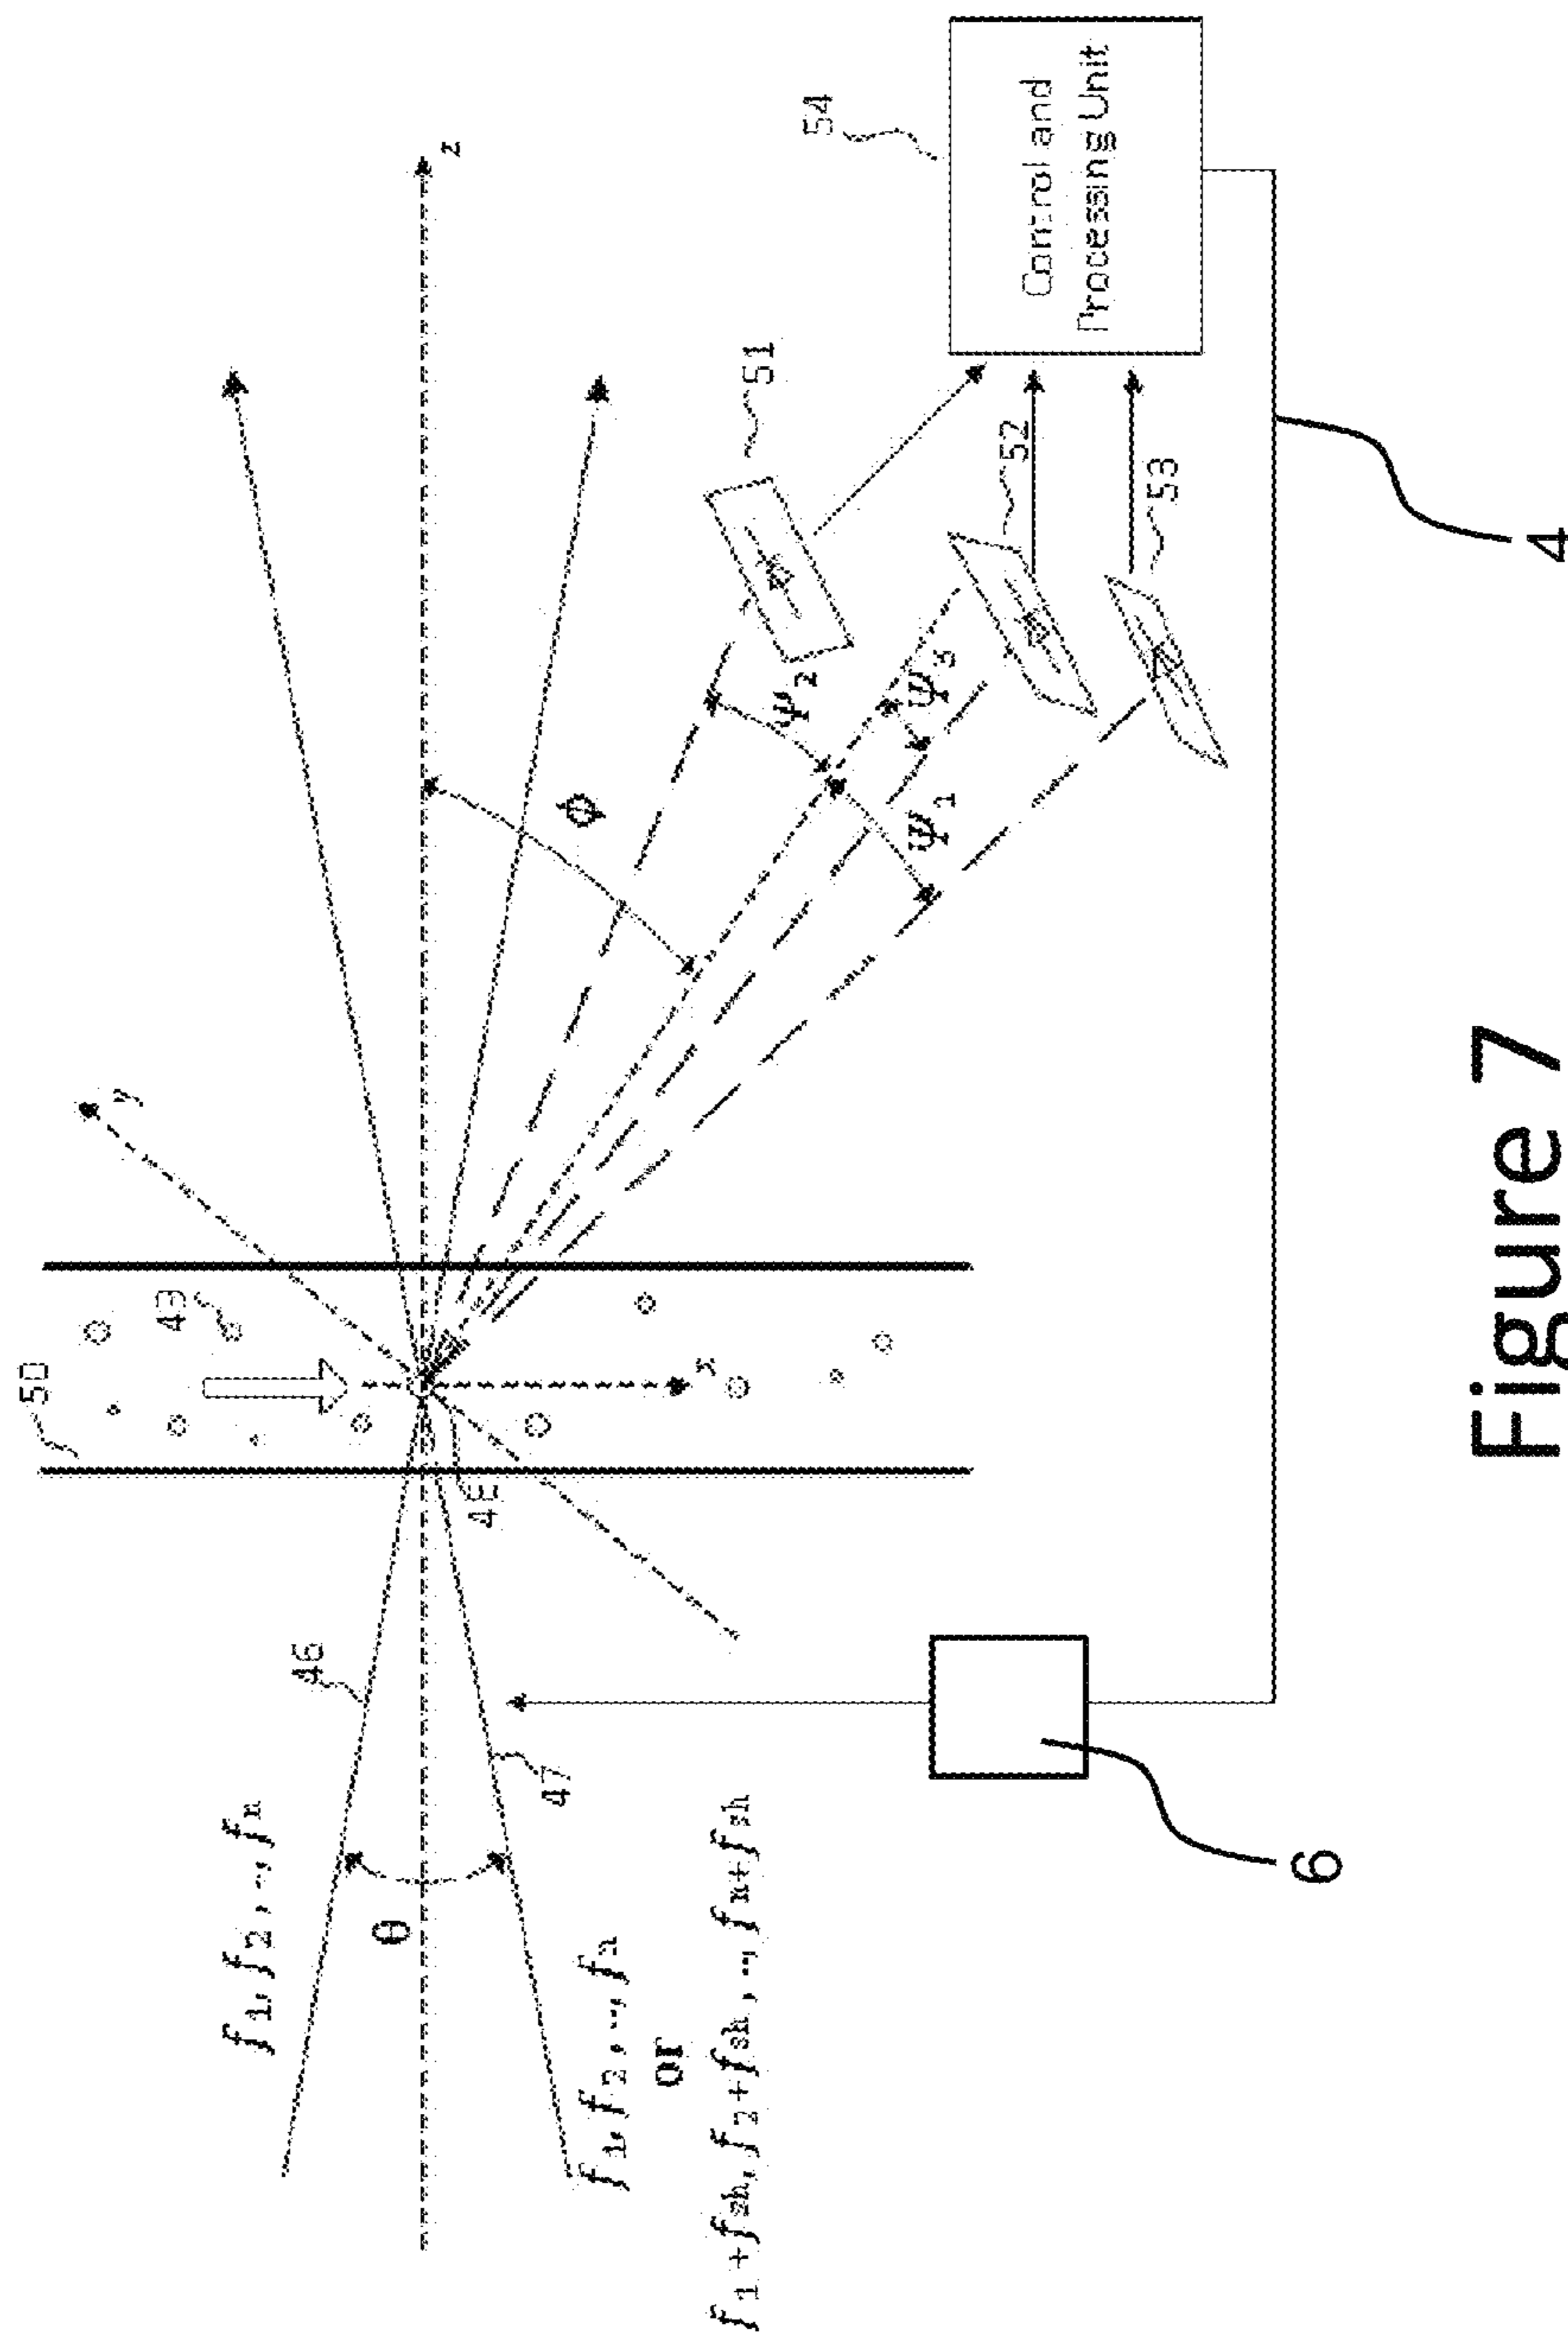 50
43
y
z
x
46
4E
47
θ
f1, f2, .., fn
f1, f2, .., fn
or
f1+fsh, f2+fsh, .., fn+fsh
ϕ
Ψ2
Ψ3
Ψ1
51
52
53
54
Control and
Processing Unit
4
6
Figure 7